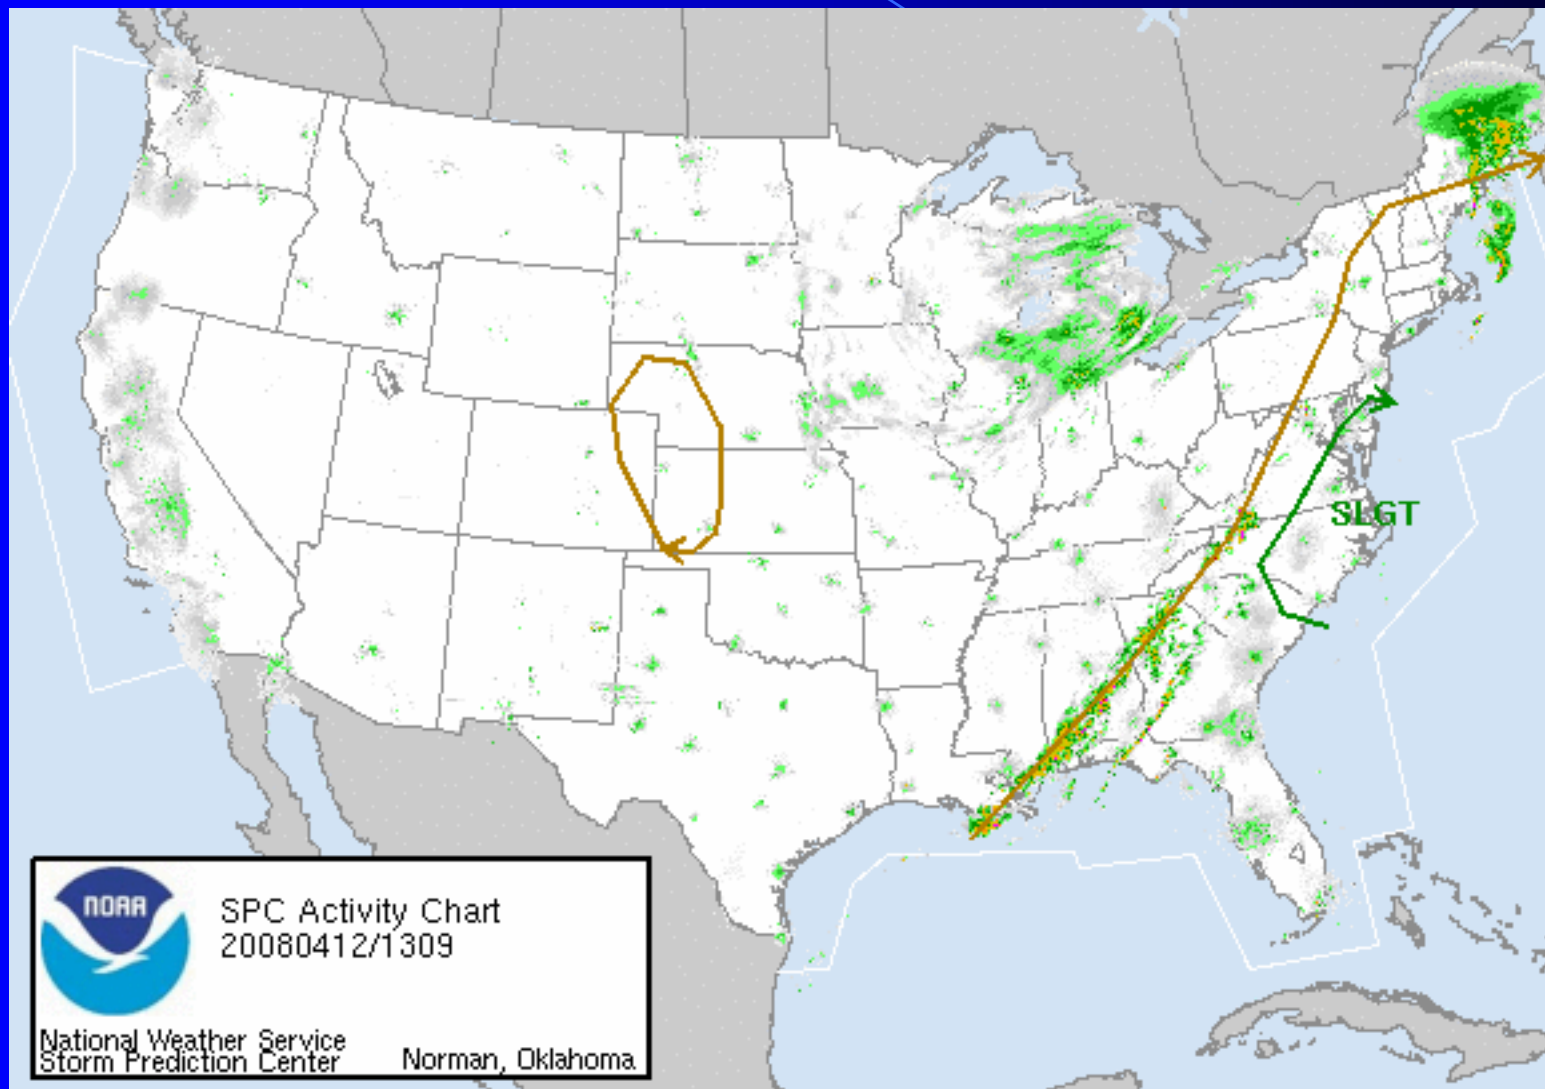 SLGT
NOAA
SPC Activity Chart
20080412/1309
National Weather Service
Storm Prediction Center
Norman, Oklahoma